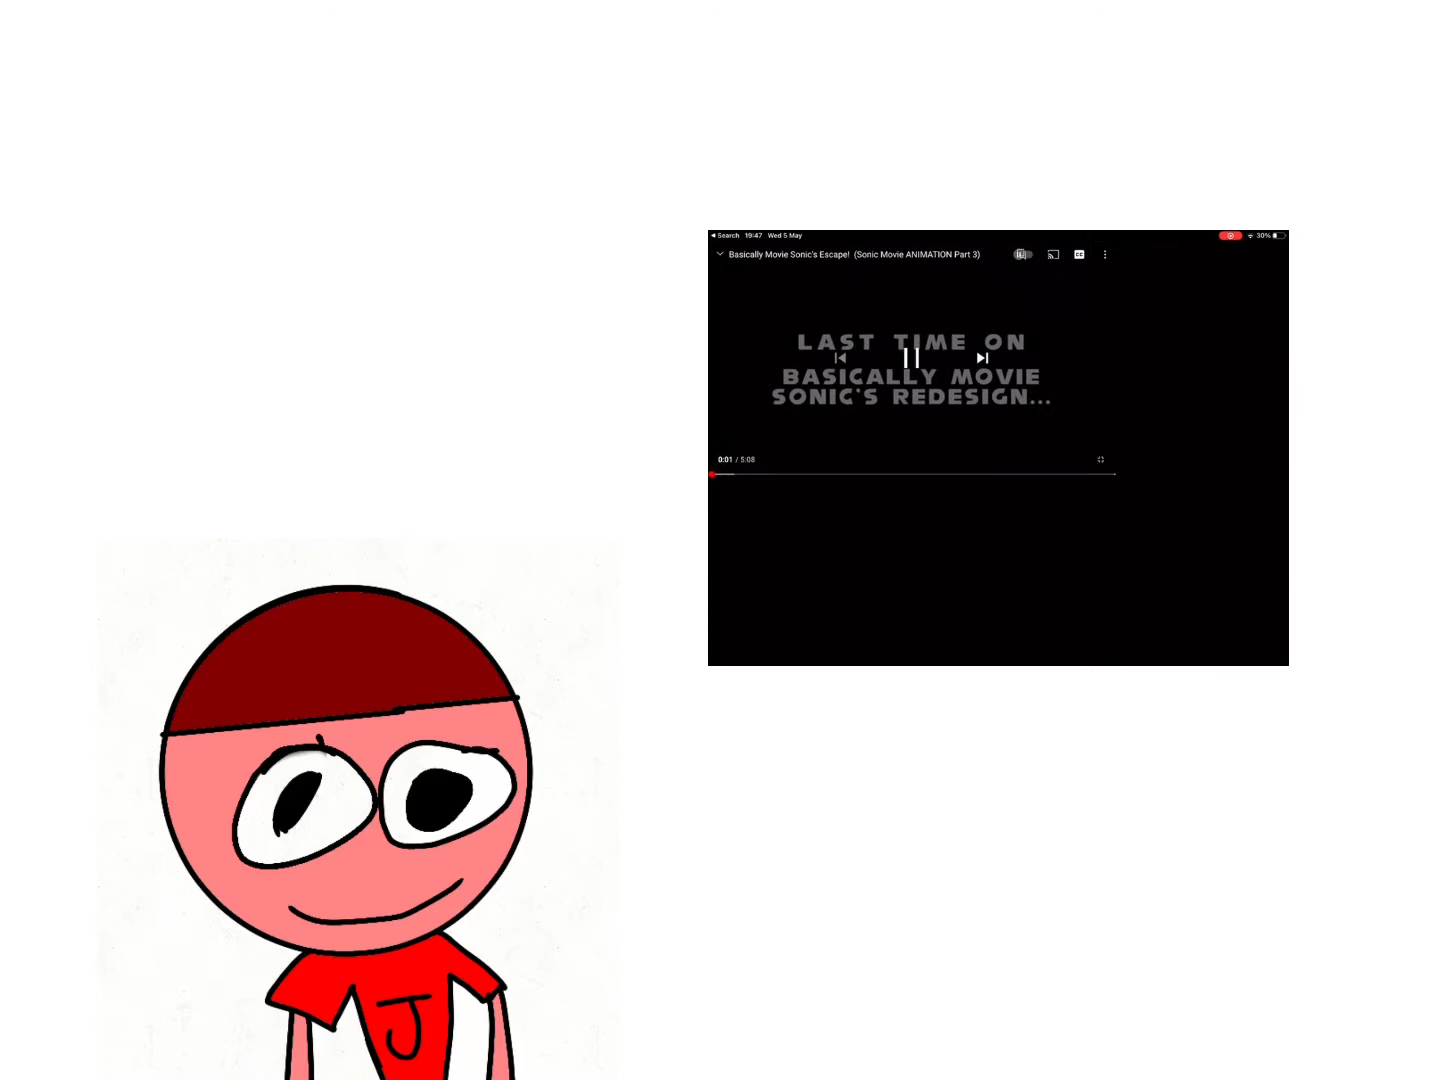 Search 19:47 Wed 5 May
30%
Basically Movie Sonic's Escape! (Sonic Movie ANIMATION Part 3)
CC
LAST TIME ON
BASICALLY MOVIE
SONIC'S REDESIGN...
0:01 / 5:08
J